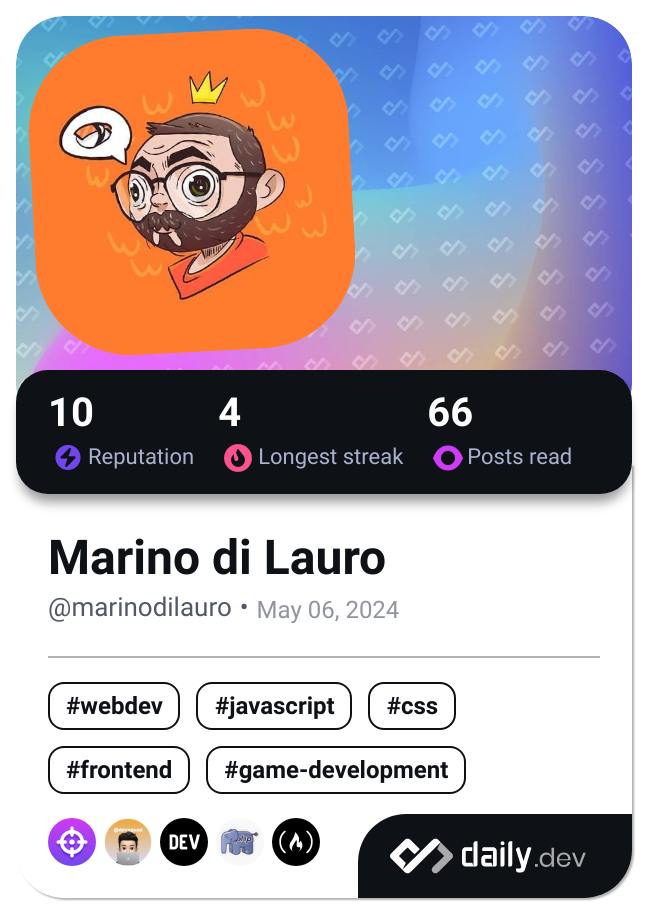 10
4
66
Reputation
Longest streak
Posts read
Marino di Lauro
@marinodilauro • May 06, 2024
#webdev
#javascript
#css
#frontend
#game-development
DEV
php
daily.dev